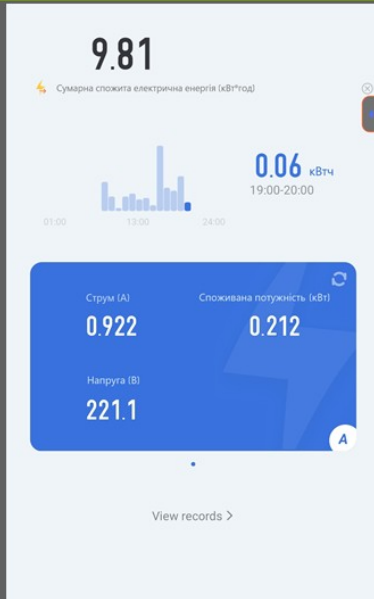 9.81
Сумарна спожита електрична енергія (кВт*год)
0.06 кВтч
19:00-20:00
01:00 13:00 24:00
Струм (А) Споживана потужність (кВт)
0.922 0.212
Напруга (В)
221.1
A
View records >